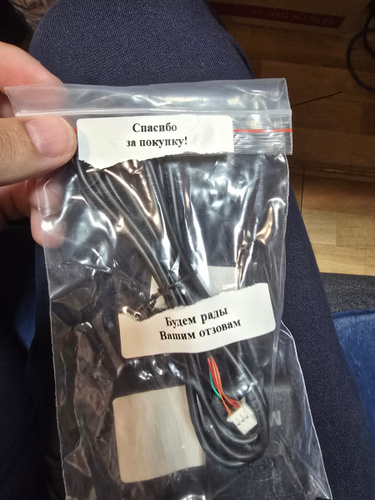 Спасибо
за покупку!
Будем рады
Вашим отзовам